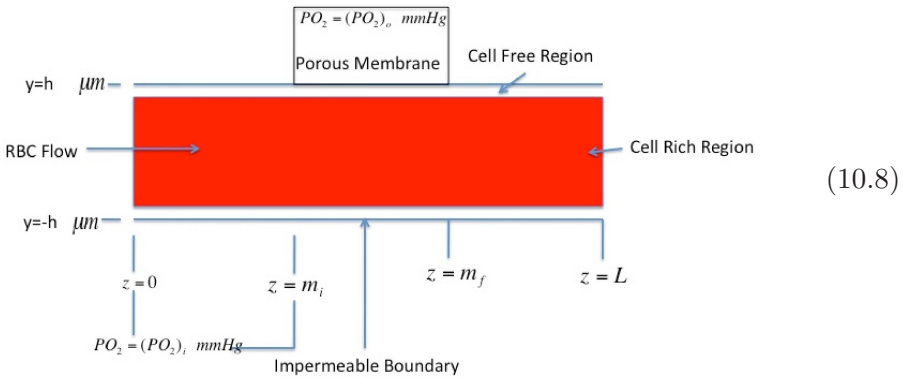 PO₂ = (PO₂)ₒ mmHg
Porous Membrane
Cell Free Region
y=h μm
RBC Flow
Cell Rich Region
(10.8)
y=-h μm
z = 0
z = mᵢ
z = m_f
z = L
PO₂ = (PO₂)ᵢ mmHg
Impermeable Boundary